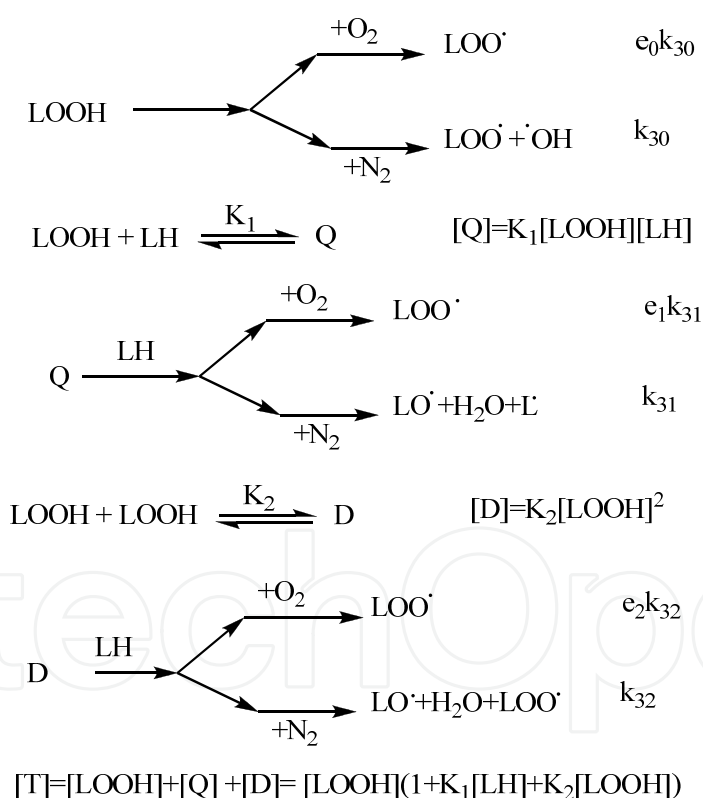 +O₂ LOO˙ e₀k₃₀
LOOH
LOO˙ + ˙OH k₃₀
+N₂
LOOH + LH K₁ Q [Q]=K₁[LOOH][LH]
+O₂ LOO˙ e₁k₃₁
LH
Q
LO˙+H₂O+L˙ k₃₁
+N₂
LOOH + LOOH K₂ D [D]=K₂[LOOH]²
+O₂ LOO˙ e₂k₃₂
LH
D
LO˙+H₂O+LOO˙ k₃₂
+N₂
[T]=[LOOH]+[Q] +[D]= [LOOH](1+K₁[LH]+K₂[LOOH])
techOpe